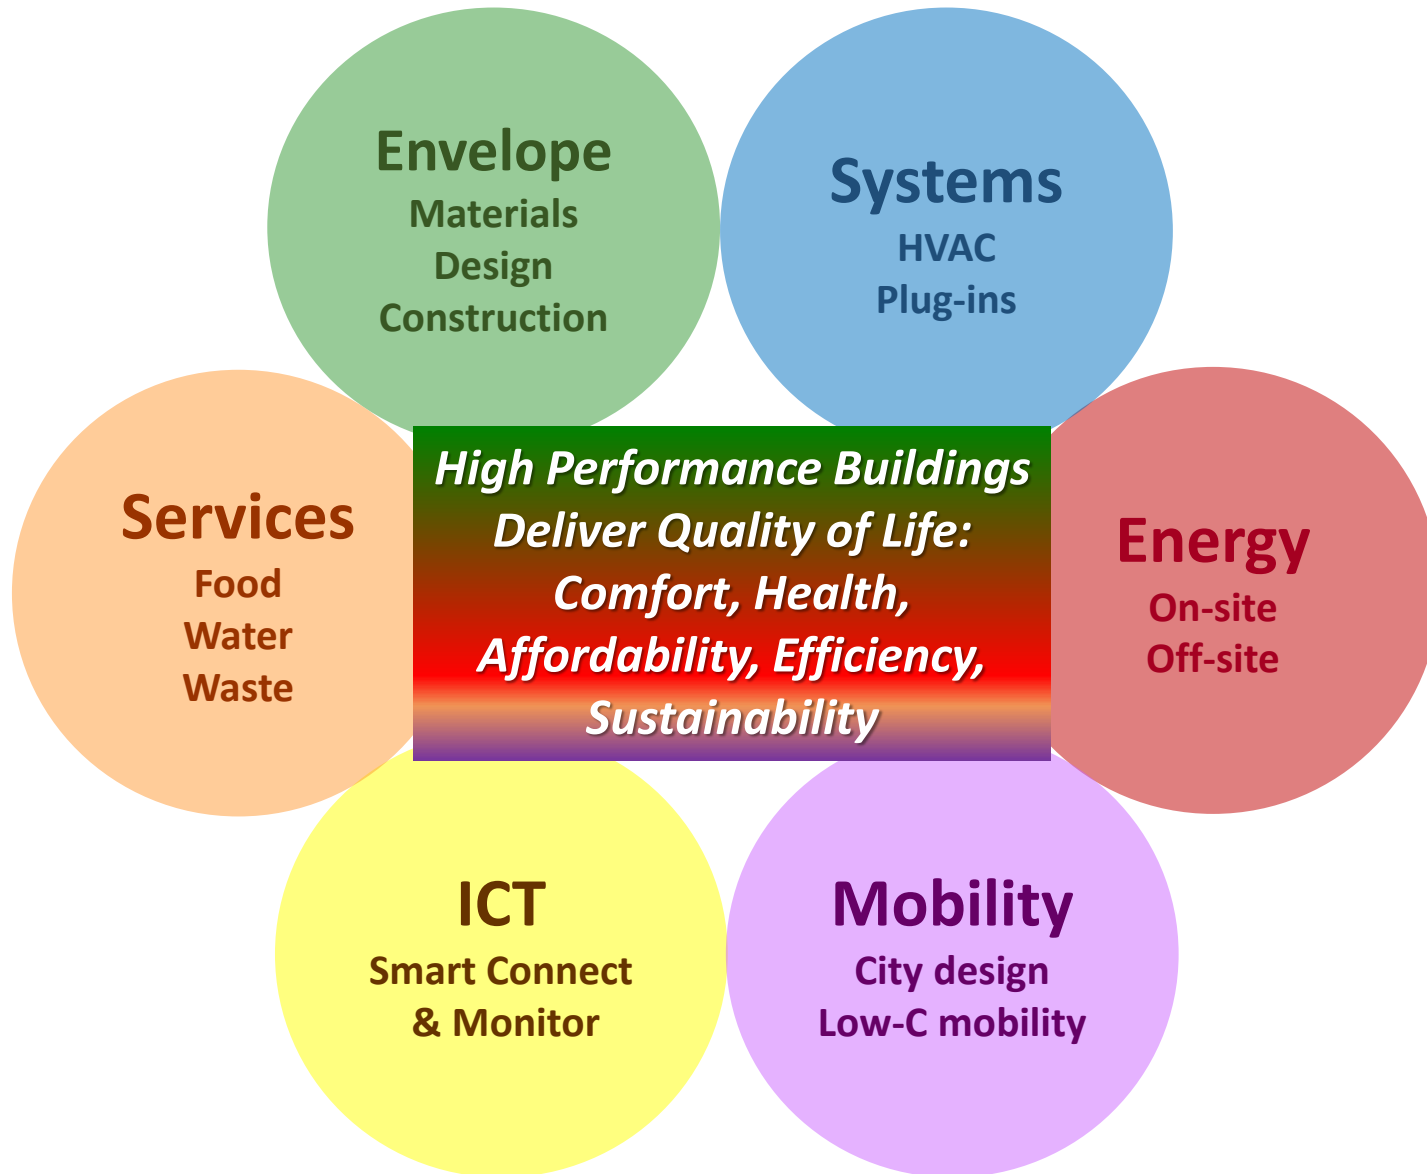 Envelope
Materials
Design
Construction
Systems
HVAC
Plug-ins
Services
Food
Water
Waste
High Performance Buildings
Deliver Quality of Life:
Comfort, Health,
Affordability, Efficiency,
Sustainability
Energy
On-site
Off-site
ICT
Smart Connect
& Monitor
Mobility
City design
Low-C mobility